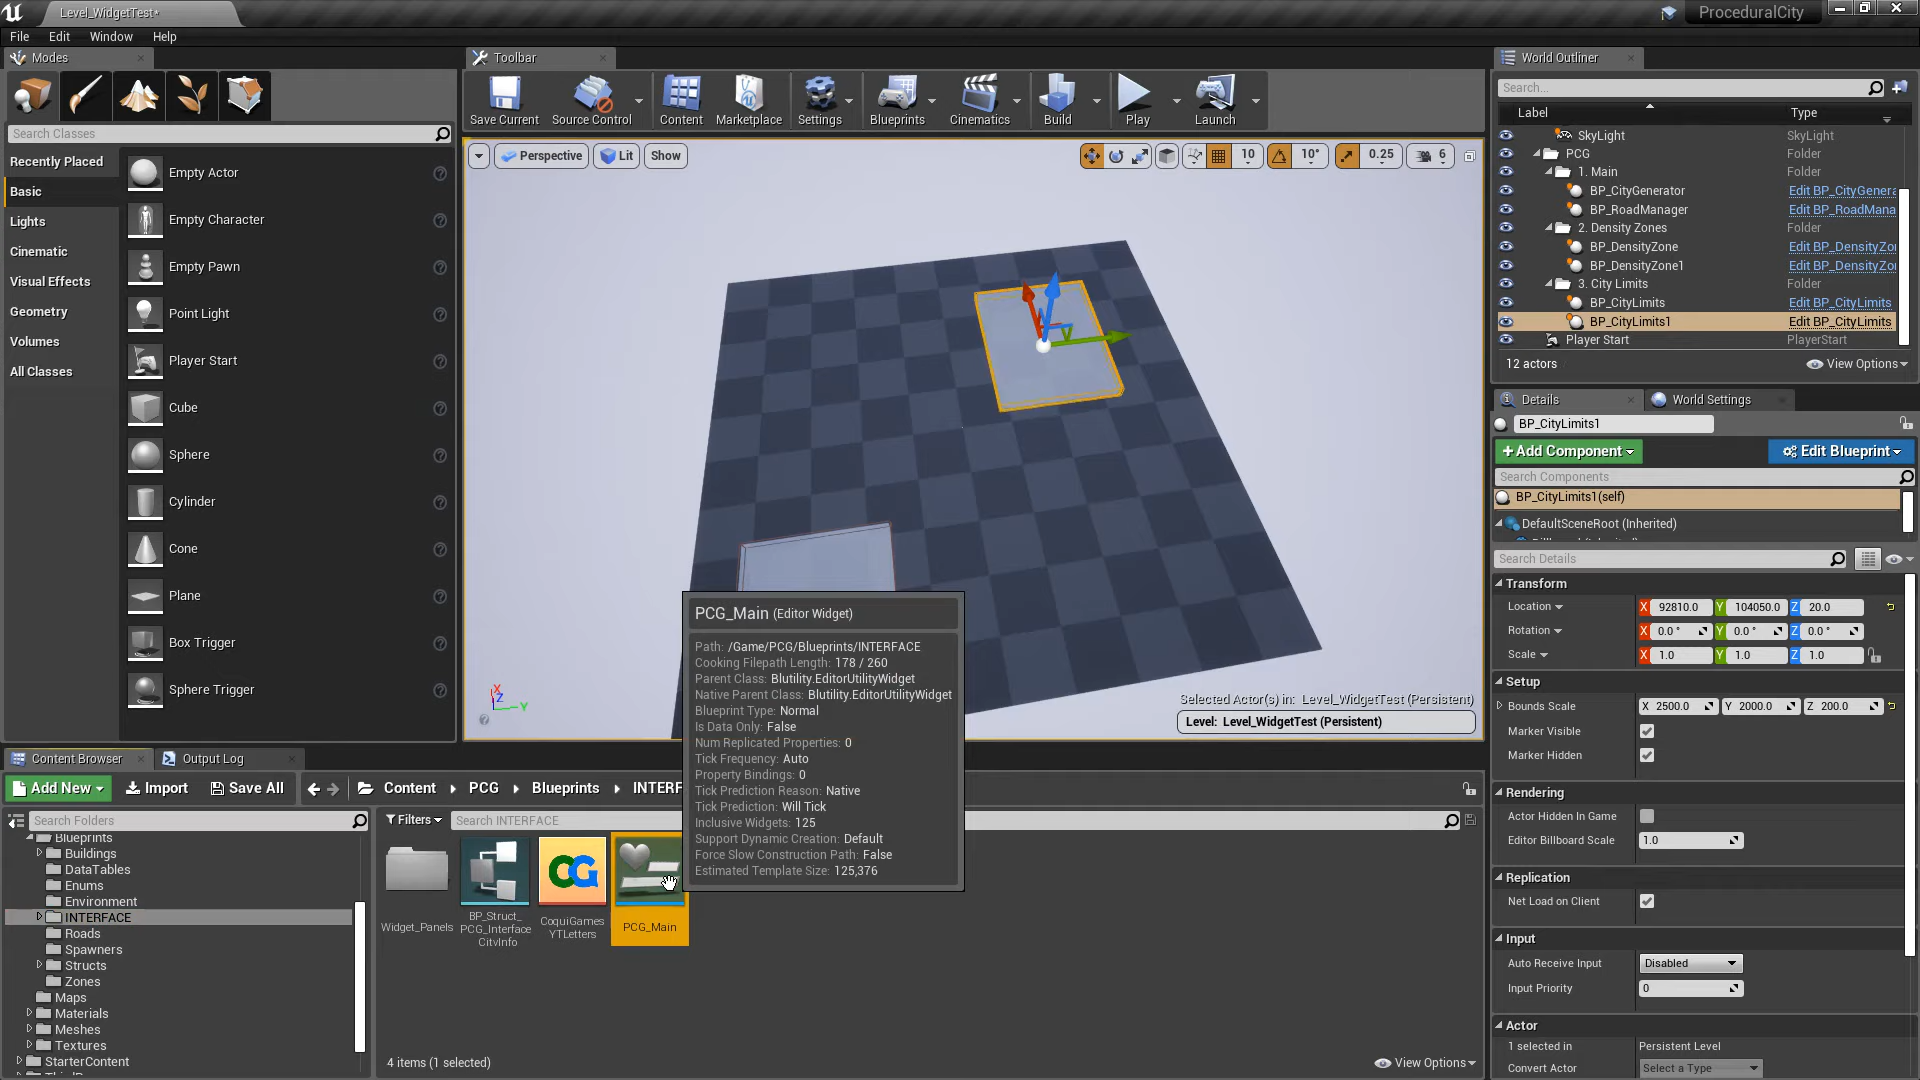 Level_WidgetTest*
ProceduralCity
File Edit Window Help
Modes
Search Classes
Recently Placed
Basic
Lights
Cinematic
Visual Effects
Geometry
Volumes
All Classes
Empty Actor
Empty Character
Empty Pawn
Point Light
Player Start
Cube
Sphere
Cylinder
Cone
Plane
Box Trigger
Sphere Trigger
Toolbar
Save Current
Source Control
Content
Marketplace
Settings
Blueprints
Cinematics
Build
Play
Launch
Perspective
Lit
Show
10
10°
0.25
6
X
Z
Y
Selected Actor(s) in: Level_WidgetTest (Persistent)
Level: Level_WidgetTest (Persistent)
PCG_Main (Editor Widget)
Path: /Game/PCG/Blueprints/INTERFACE
Cooking Filepath Length: 178 / 260
Parent Class: Blutility.EditorUtilityWidget
Native Parent Class: Blutility.EditorUtilityWidget
Blueprint Type: Normal
Is Data Only: False
Num Replicated Properties: 0
Tick Frequency: Auto
Property Bindings: 0
Tick Prediction Reason: Native
Tick Prediction: Will Tick
Inclusive Widgets: 125
Support Dynamic Creation: Default
Force Slow Construction Path: False
Estimated Template Size: 125,376
Content Browser
Output Log
Add New
Import
Save All
Content
PCG
Blueprints
INTERF
Search Folders
Filters
Search INTERFACE
Blueprints
Buildings
DataTables
Enums
Environment
INTERFACE
Roads
Spawners
Structs
Zones
Maps
Materials
Meshes
Textures
StarterContent
Widget_Panels
BP_Struct_
PCG_Interface
CityInfo
CG
CoquiGames
YTLetters
PCG_Main
4 items (1 selected)
View Options
World Outliner
Search...
Label Type
SkyLight SkyLight
PCG Folder
1. Main Folder
BP_CityGenerator Edit BP_CityGenera
BP_RoadManager Edit BP_RoadMana
2. Density Zones Folder
BP_DensityZone Edit BP_DensityZo
BP_DensityZone1 Edit BP_DensityZo
3. City Limits Folder
BP_CityLimits Edit BP_CityLimits
BP_CityLimits1 Edit BP_CityLimits
Player Start PlayerStart
12 actors
View Options
Details
World Settings
BP_CityLimits1
+Add Component
Edit Blueprint
Search Components
BP_CityLimits1(self)
DefaultSceneRoot (Inherited)
Search Details
Transform
Location X 92810.0 Y 104050.0 Z 20.0
Rotation X 0.0° Y 0.0° Z 0.0°
Scale X 1.0 Y 1.0 Z 1.0
Setup
Bounds Scale X 2500.0 Y 2000.0 Z 200.0
Marker Visible
Marker Hidden
Rendering
Actor Hidden In Game
Editor Billboard Scale 1.0
Replication
Net Load on Client
Input
Auto Receive Input Disabled
Input Priority 0
Actor
1 selected in Persistent Level
Convert Actor Select a Type